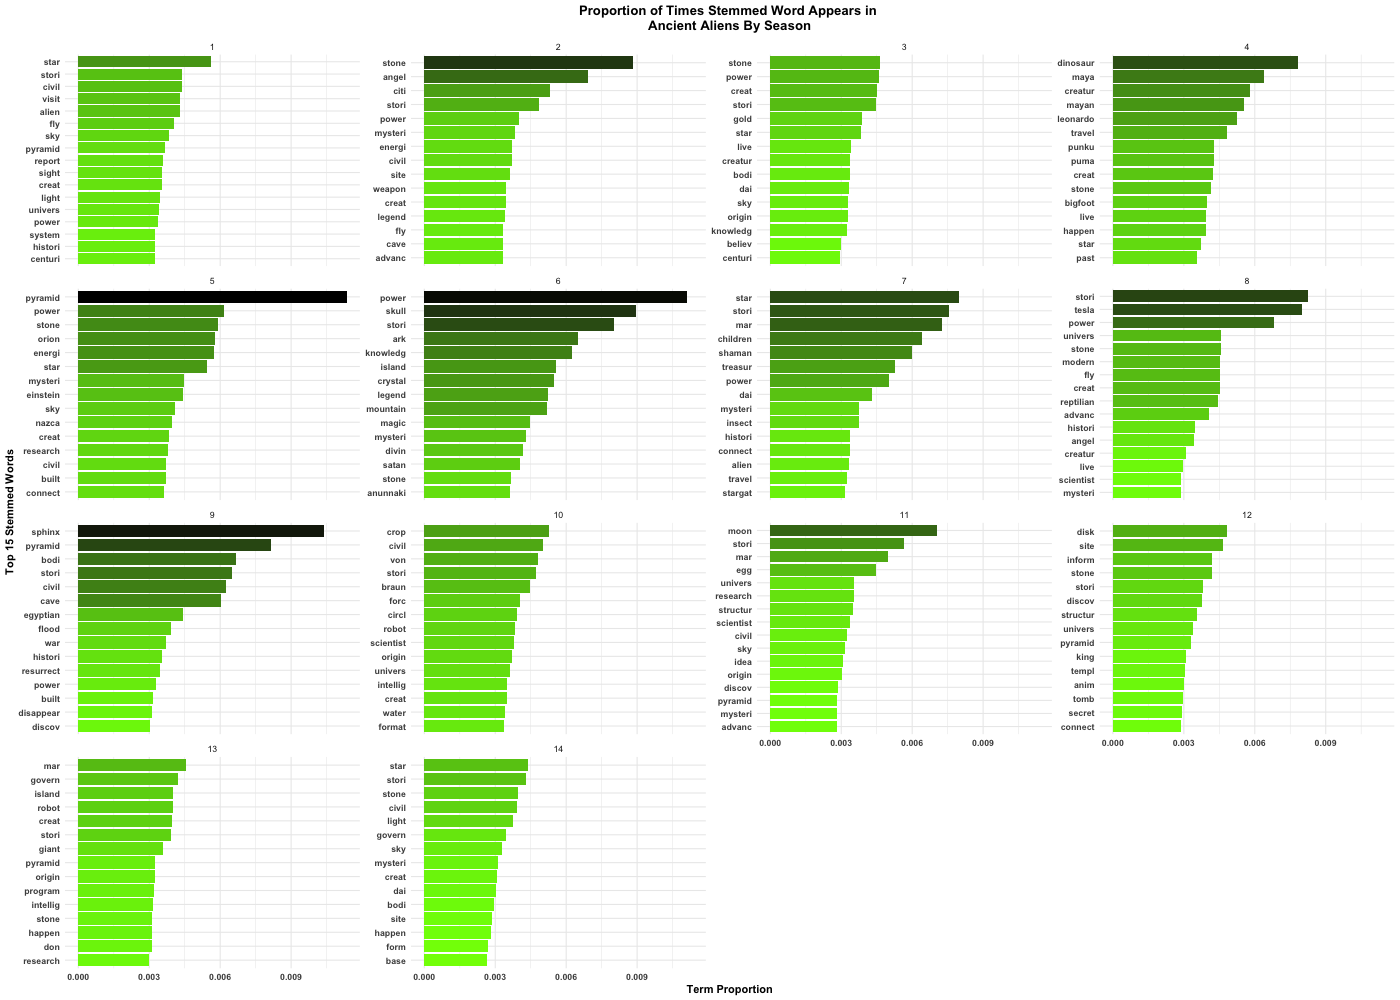 Proportion of Times Stemmed Word Appears in
Ancient Aliens By Season
1
star
stori
civil
visit
alien
fly
sky
pyramid
report
sight
creat
light
univers
power
system
histori
centuri
2
stone
angel
citi
stori
power
mysteri
energi
civil
site
weapon
creat
legend
fly
cave
advanc
3
stone
power
creat
stori
gold
star
live
creatur
bodi
dai
sky
origin
knowledg
believ
centuri
4
dinosaur
maya
creatur
mayan
leonardo
travel
punku
puma
creat
stone
bigfoot
live
happen
star
past
5
pyramid
power
stone
orion
energi
star
mysteri
einstein
sky
nazca
creat
research
civil
built
connect
6
power
skull
stori
ark
knowledg
island
crystal
legend
mountain
magic
mysteri
divin
satan
stone
anunnaki
7
star
stori
mar
children
shaman
treasur
power
dai
mysteri
insect
histori
connect
alien
travel
stargat
8
stori
tesla
power
univers
stone
modern
fly
creat
reptilian
advanc
histori
angel
creatur
live
scientist
mysteri
9
sphinx
pyramid
bodi
stori
civil
cave
egyptian
flood
war
histori
resurrect
power
built
disappear
discov
10
crop
civil
von
stori
braun
forc
circl
robot
scientist
origin
univers
intellig
creat
water
format
11
moon
stori
mar
egg
univers
research
structur
scientist
civil
sky
idea
origin
discov
pyramid
mysteri
advanc
0.000 0.003 0.006 0.009
12
disk
site
inform
stone
stori
discov
structur
univers
pyramid
king
templ
anim
tomb
secret
connect
0.000 0.003 0.006 0.009
13
mar
govern
island
robot
creat
stori
giant
pyramid
origin
program
intellig
stone
happen
don
research
0.000 0.003 0.006 0.009
14
star
stori
stone
civil
light
govern
sky
mysteri
creat
dai
bodi
site
happen
form
base
0.000 0.003 0.006 0.009
Top 15 Stemmed Words
Term Proportion